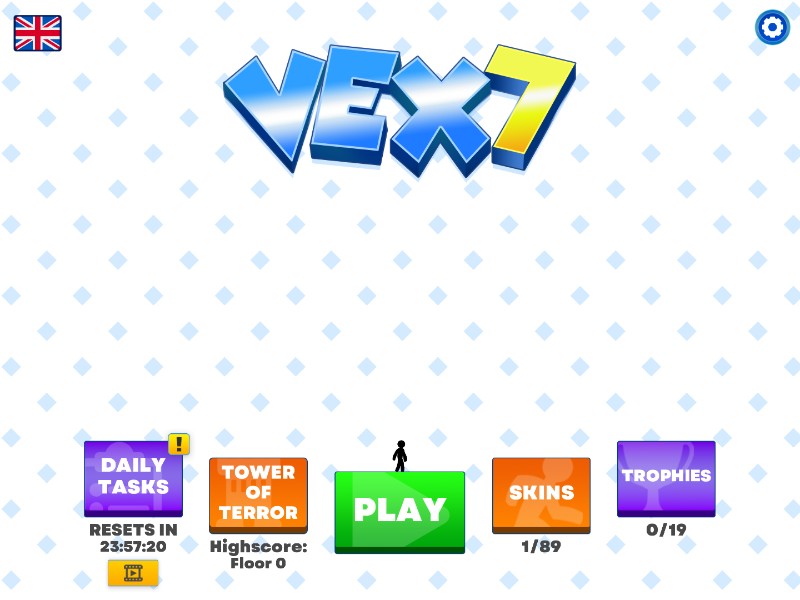 VEX7
DAILY
TASKS
!
RESETS IN
23:57:20
TOWER
OF
TERROR
Highscore:
Floor 0
PLAY
SKINS
1/89
TROPHIES
0/19